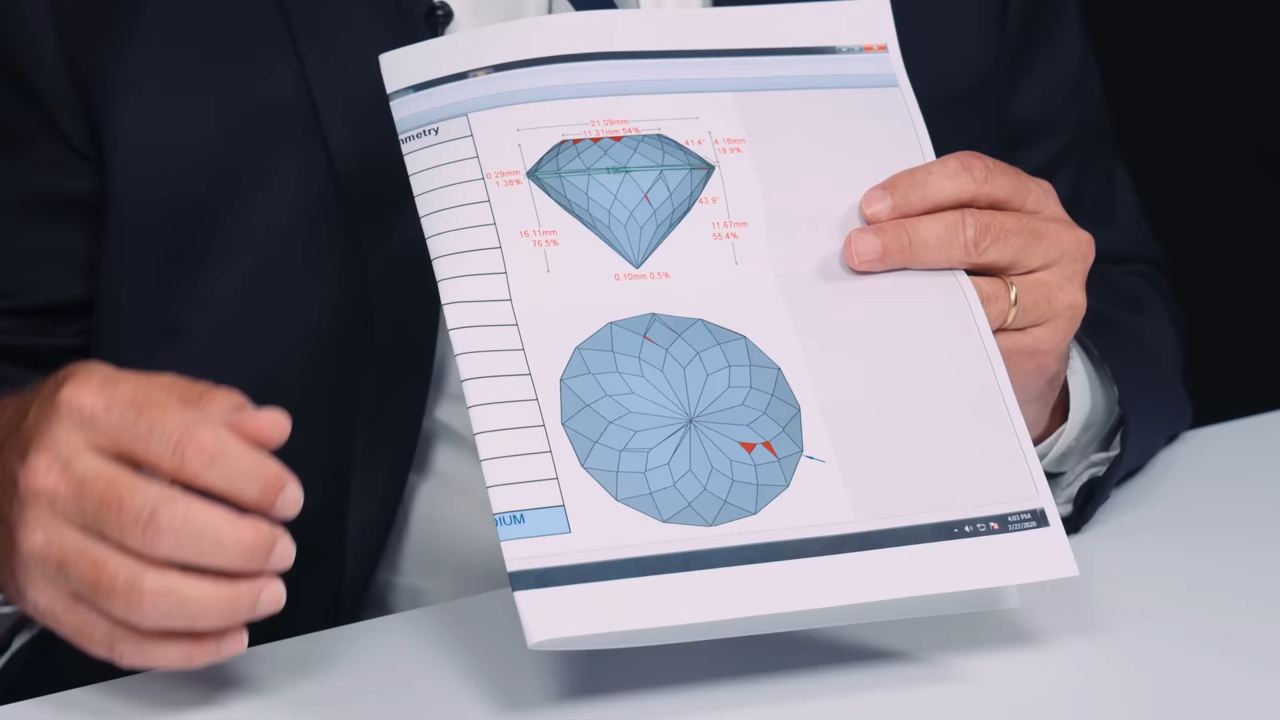 mmetry
21.09mm
11.31mm 54%
41.4°
4.18mm
19.9%
0.29mm
1.38%
43.9°
16.11mm
76.5%
11.67mm
55.4%
0.10mm 0.5%
DIUM
4:03 PM
7/27/2020